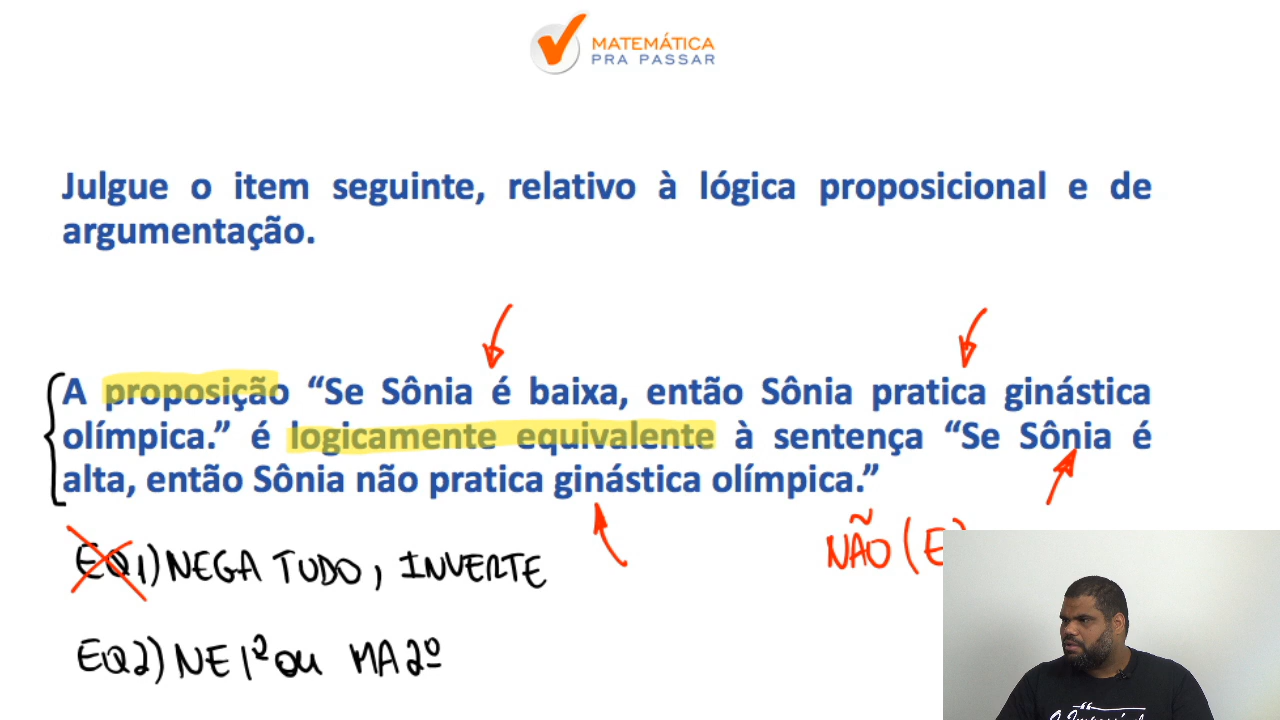 MATEMÁTICA
PRA PASSAR
Julgue o item seguinte, relativo à lógica proposicional e de
argumentação.
A proposição “Se Sônia é baixa, então Sônia pratica ginástica
olímpica.” é logicamente equivalente à sentença “Se Sônia é
alta, então Sônia não pratica ginástica olímpica.”
EQ1) NEGA TUDO, INVERTE
NÃO (E)
EQ2) NE 1º OU MA 2º